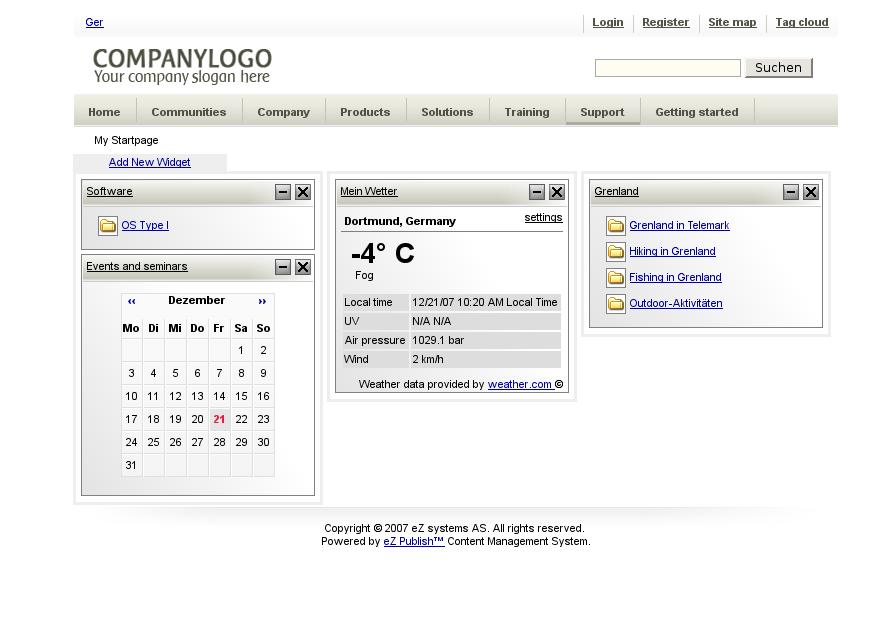 Ger
Login Register Site map Tag cloud
COMPANYLOGO
Your company slogan here
Suchen
Home Communities Company Products Solutions Training Support Getting started
My Startpage
Add New Widget
Software
OS Type I
Events and seminars
‹‹ Dezember ››
Mo Di Mi Do Fr Sa So
1 2
3 4 5 6 7 8 9
10 11 12 13 14 15 16
17 18 19 20 21 22 23
24 25 26 27 28 29 30
31
Mein Wetter
Dortmund, Germany settings
-4° C
Fog
Local time 12/21/07 10:20 AM Local Time
UV N/A N/A
Air pressure 1029.1 bar
Wind 2 km/h
Weather data provided by weather.com ©
Grenland
Grenland in Telemark
Hiking in Grenland
Fishing in Grenland
Outdoor-Aktivitäten
Copyright © 2007 eZ systems AS. All rights reserved.
Powered by eZ Publish™ Content Management System.